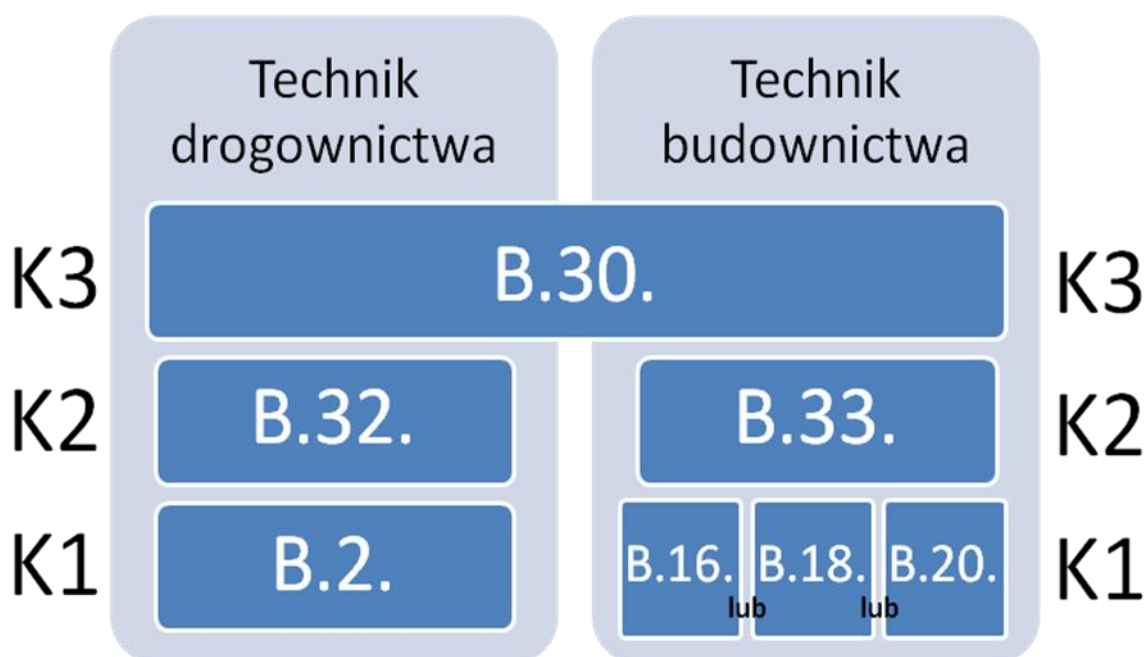 Technik
drogownictwa
Technik
budownictwa
K3
B.30.
K3
K2
B.32.
B.33.
K2
K1
B.2.
B.16. lub B.18. lub B.20.
K1